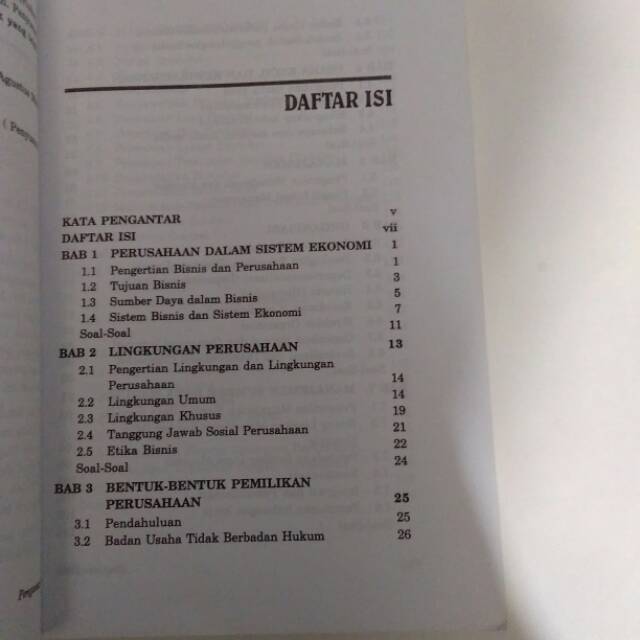 DAFTAR ISI
KATA PENGANTAR v
DAFTAR ISI vii
BAB 1 PERUSAHAAN DALAM SISTEM EKONOMI 1
1.1 Pengertian Bisnis dan Perusahaan 1
1.2 Tujuan Bisnis 3
1.3 Sumber Daya dalam Bisnis 5
1.4 Sistem Bisnis dan Sistem Ekonomi 7
Soal-Soal 11
BAB 2 LINGKUNGAN PERUSAHAAN 13
2.1 Pengertian Lingkungan dan Lingkungan
Perusahaan 14
2.2 Lingkungan Umum 14
2.3 Lingkungan Khusus 19
2.4 Tanggung Jawab Sosial Perusahaan 21
2.5 Etika Bisnis 22
Soal-Soal 24
BAB 3 BENTUK-BENTUK PEMILIKAN
PERUSAHAAN 25
3.1 Pendahuluan 25
3.2 Badan Usaha Tidak Berbadan Hukum 26